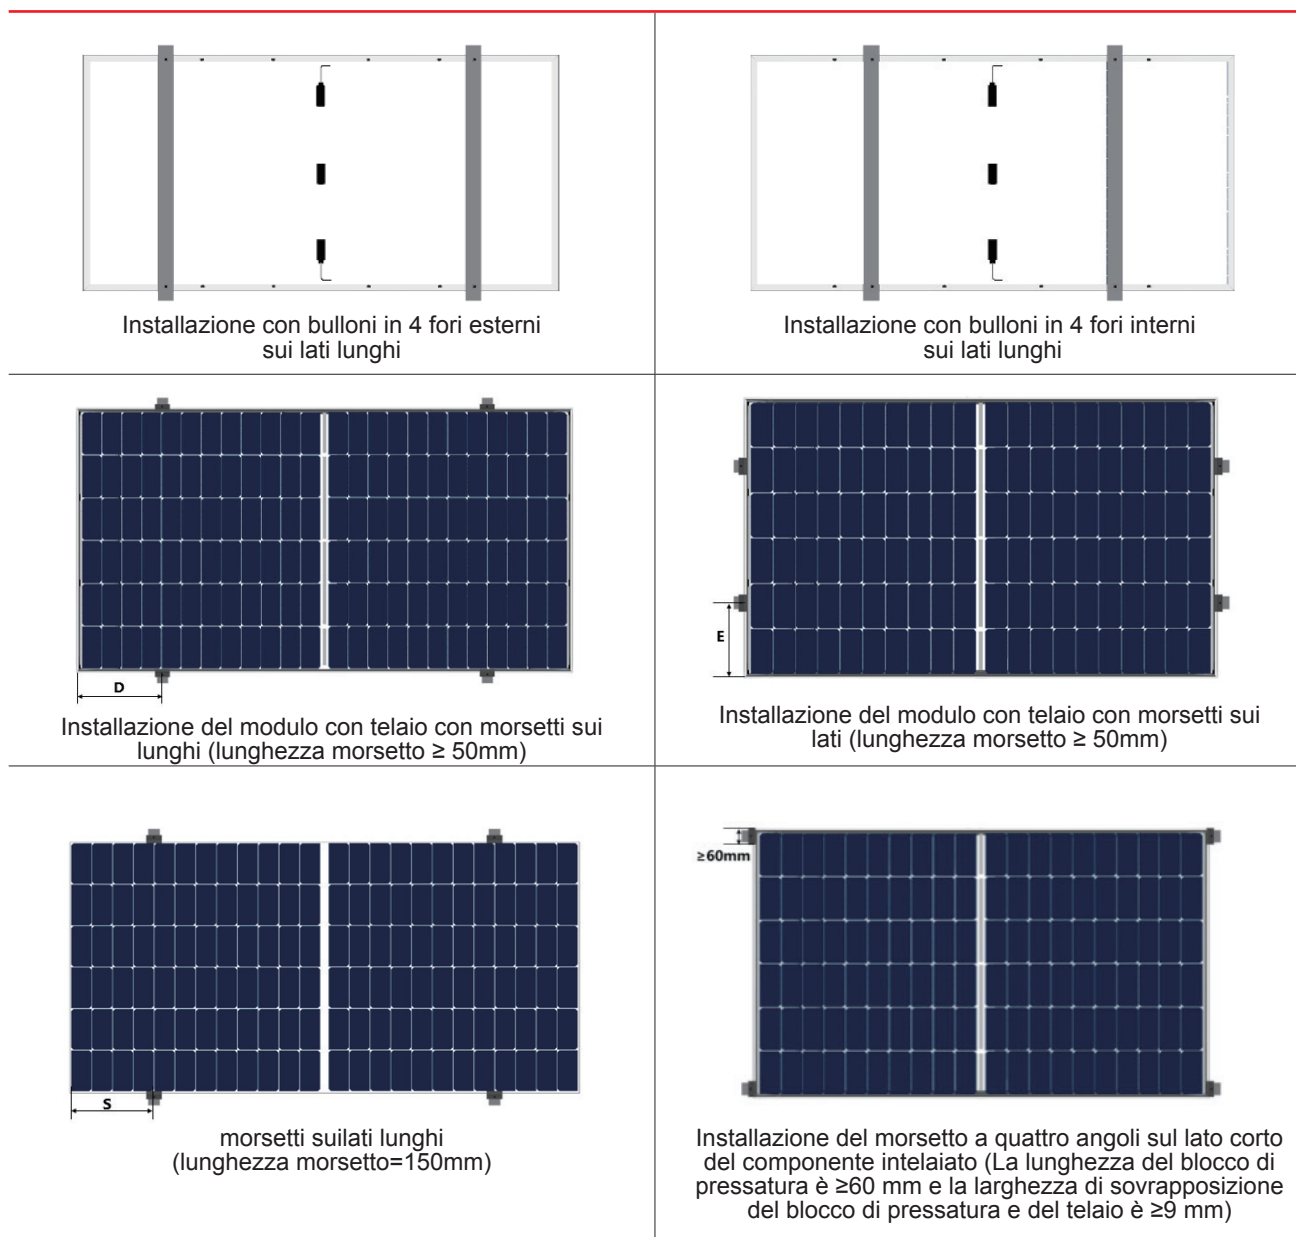 Installazione con bulloni in 4 fori esterni
sui lati lunghi
Installazione con bulloni in 4 fori interni
sui lati lunghi
D
Installazione del modulo con telaio con morsetti sui
lunghi (lunghezza morsetto ≥ 50mm)
E
Installazione del modulo con telaio con morsetti sui
lati (lunghezza morsetto ≥ 50mm)
S
morsetti suilati lunghi
(lunghezza morsetto=150mm)
≥60mm
Installazione del morsetto a quattro angoli sul lato corto
del componente intelaiato (La lunghezza del blocco di
pressatura è ≥60 mm e la larghezza di sovrapposizione
del blocco di pressatura e del telaio è ≥9 mm)